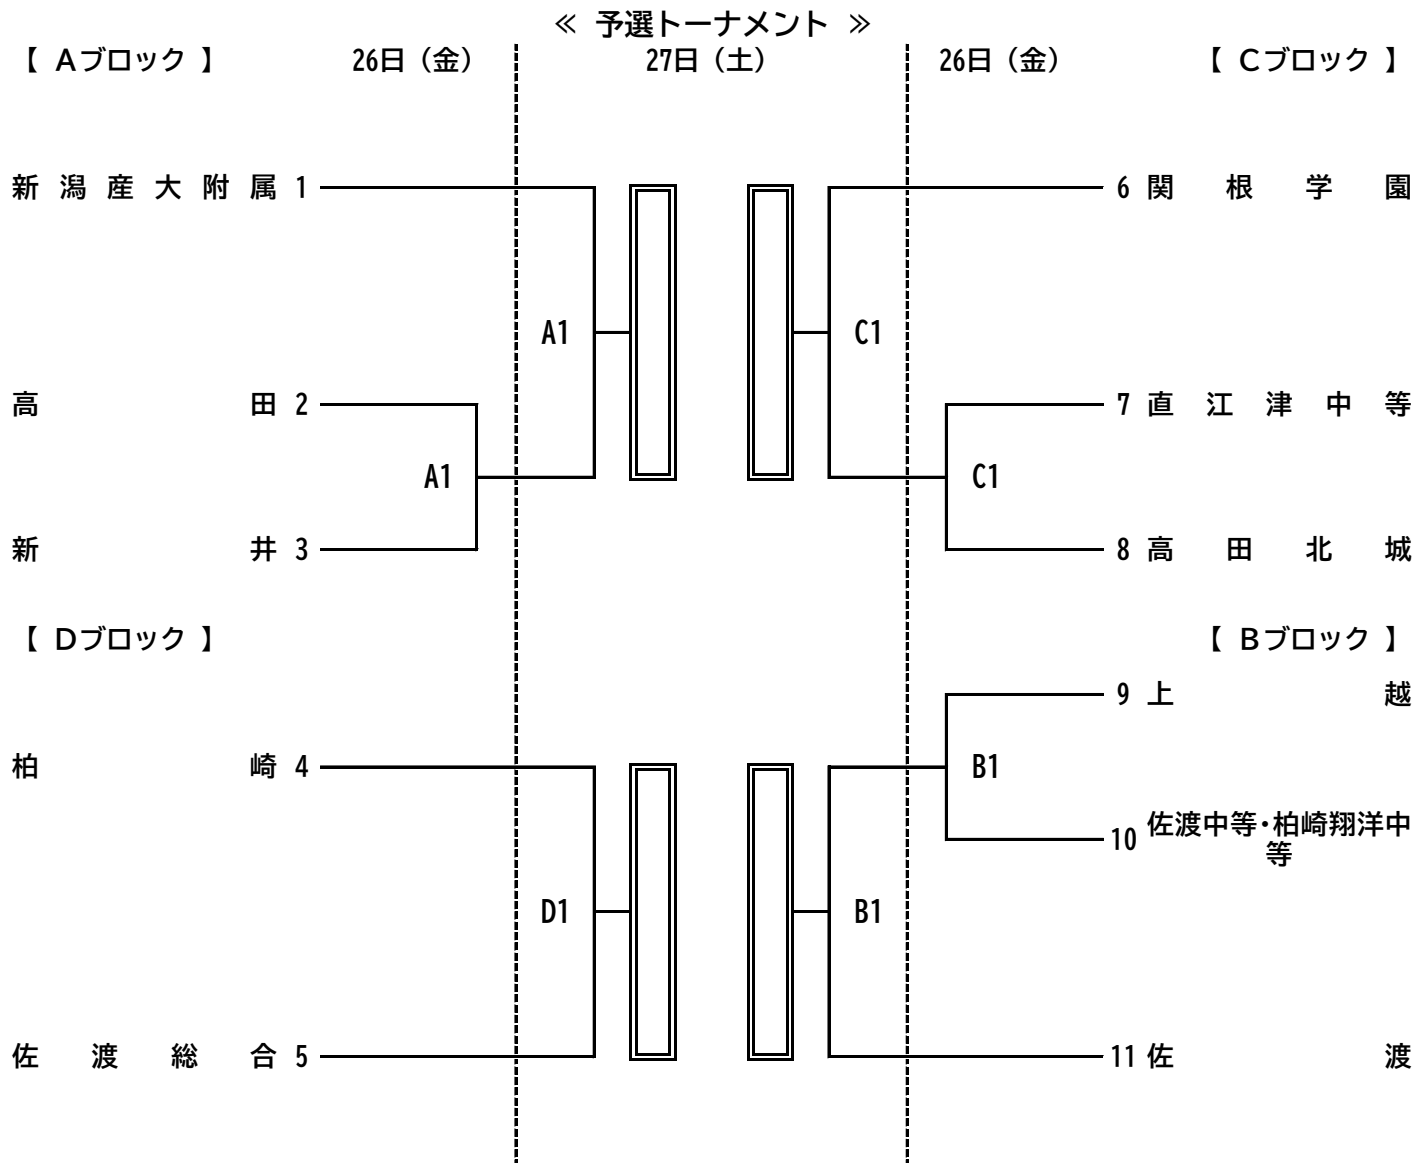 ≪ 予選トーナメント ≫
【 Aブロック 】 26日（金） 27日（土） 26日（金） 【 Cブロック 】
新潟産大附属 1 6 関根学園
A1 C1
高田 2 7 直江津中等
A1 C1
新井 3 8 高田北城
【 Dブロック 】 【 Bブロック 】
9 上越
柏崎 4 B1
10 佐渡中等・柏崎翔洋中
等
D1 B1
佐渡総合 5 11 佐渡